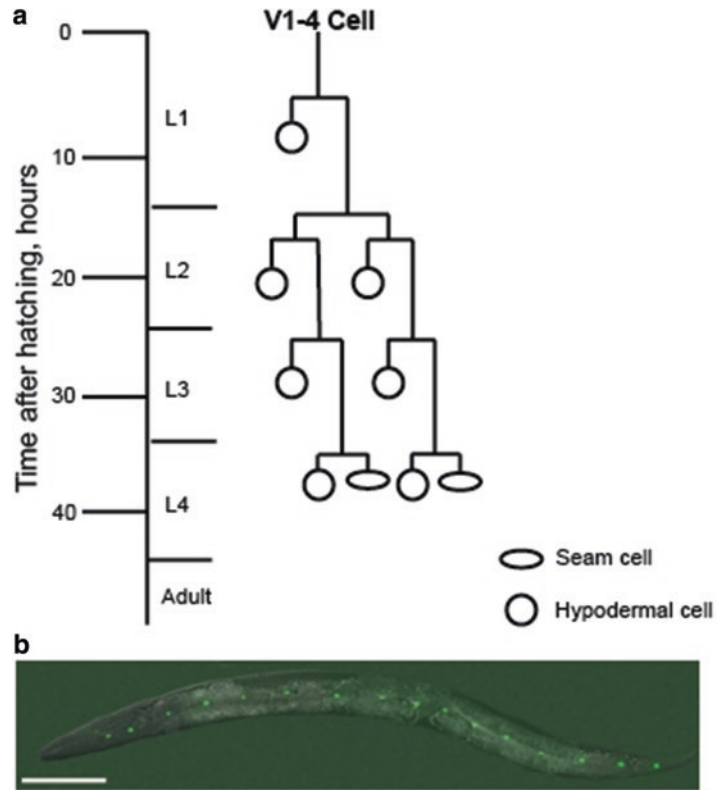 a
V1-4 Cell
Time after hatching, hours
0
L1
10
L2
20
30
L3
40
L4
Adult
Seam cell
Hypodermal cell
b